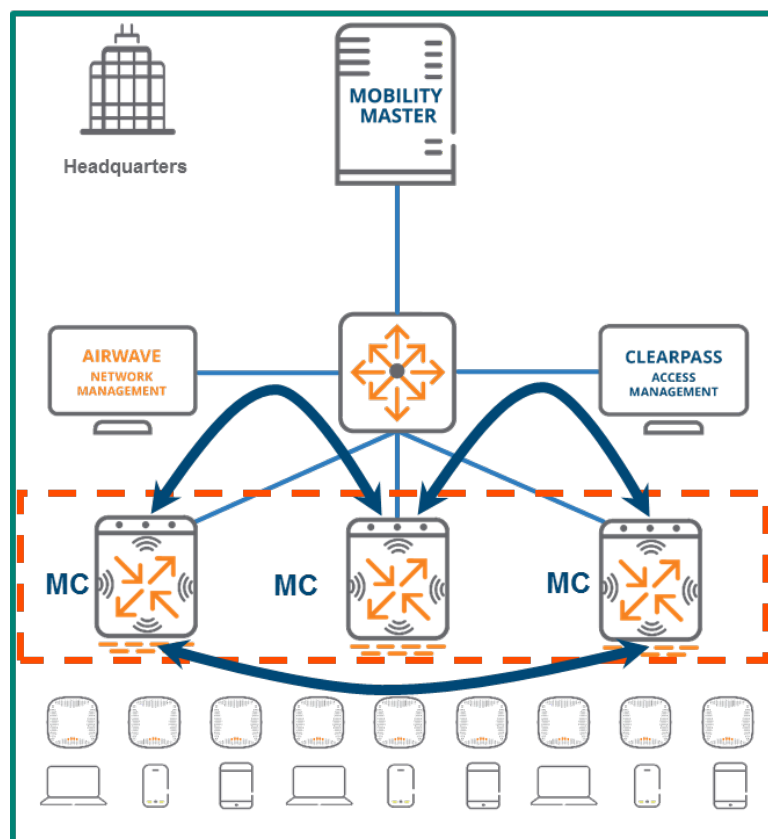 MOBILITY
MASTER
Headquarters
AIRWAVE
NETWORK
MANAGEMENT
CLEARPASS
ACCESS
MANAGEMENT
MC
MC
MC